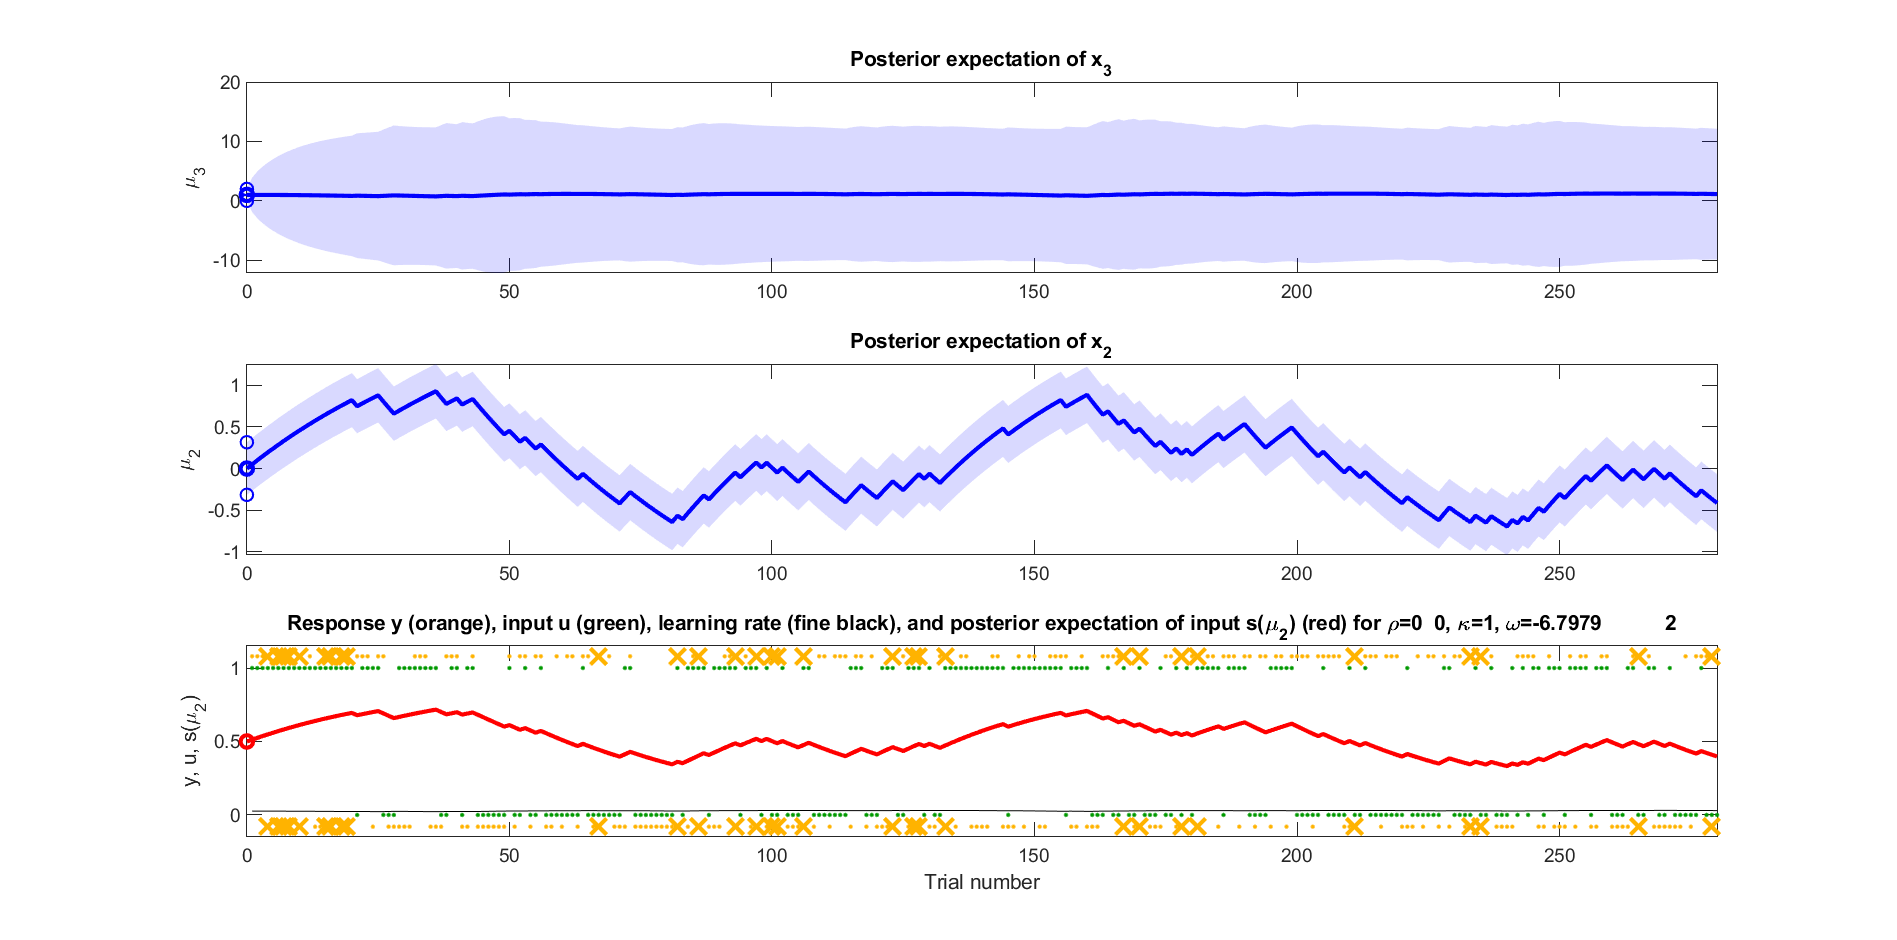 Posterior expectation of x3
20
10
0
-10
μ3
0 50 100 150 200 250
Posterior expectation of x2
1
0.5
0
-0.5
-1
μ2
0 50 100 150 200 250
Response y (orange), input u (green), learning rate (fine black), and posterior expectation of input s(μ2) (red) for ρ=0 0, κ=1, ω=-6.7979 2
1
0.5
0
y, u, s(μ2)
0 50 100 150 200 250
Trial number